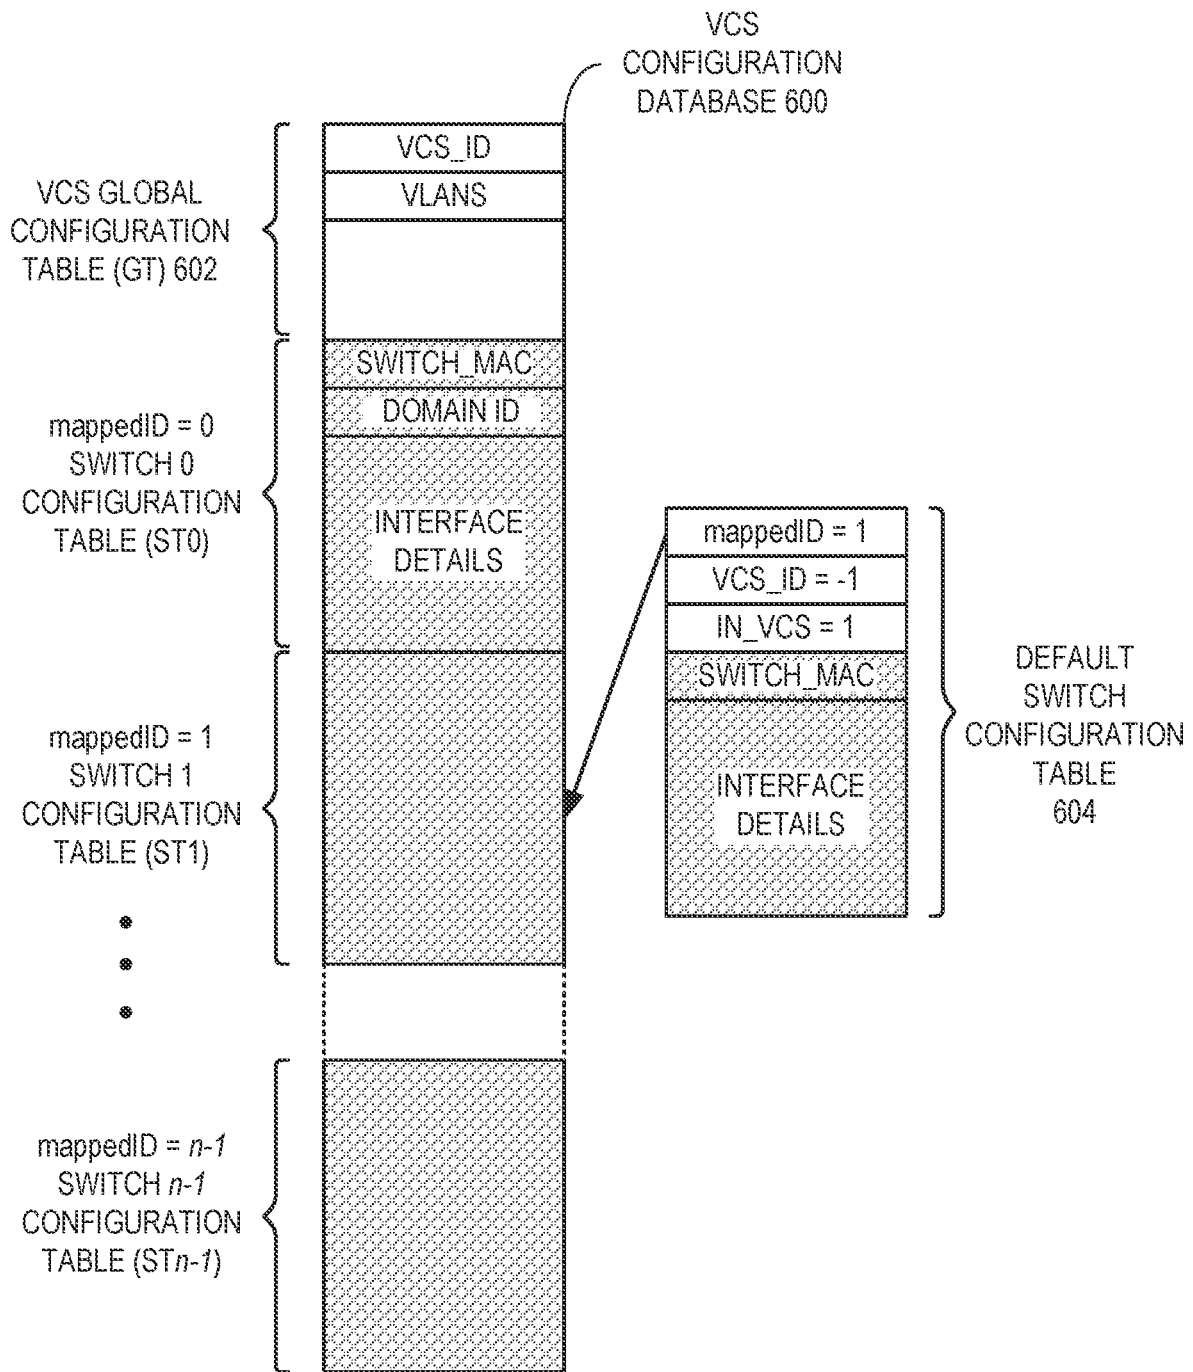 VCS
CONFIGURATION
DATABASE 600
VCS GLOBAL
CONFIGURATION
TABLE (GT) 602
VCS_ID
VLANS
mappedID = 0
SWITCH 0
CONFIGURATION
TABLE (ST0)
SWITCH_MAC
DOMAIN ID
INTERFACE
DETAILS
mappedID = 1
SWITCH 1
CONFIGURATION
TABLE (ST1)
mappedID = 1
VCS_ID = -1
IN_VCS = 1
SWITCH_MAC
INTERFACE
DETAILS
DEFAULT
SWITCH
CONFIGURATION
TABLE
604
mappedID = n-1
SWITCH n-1
CONFIGURATION
TABLE (STn-1)